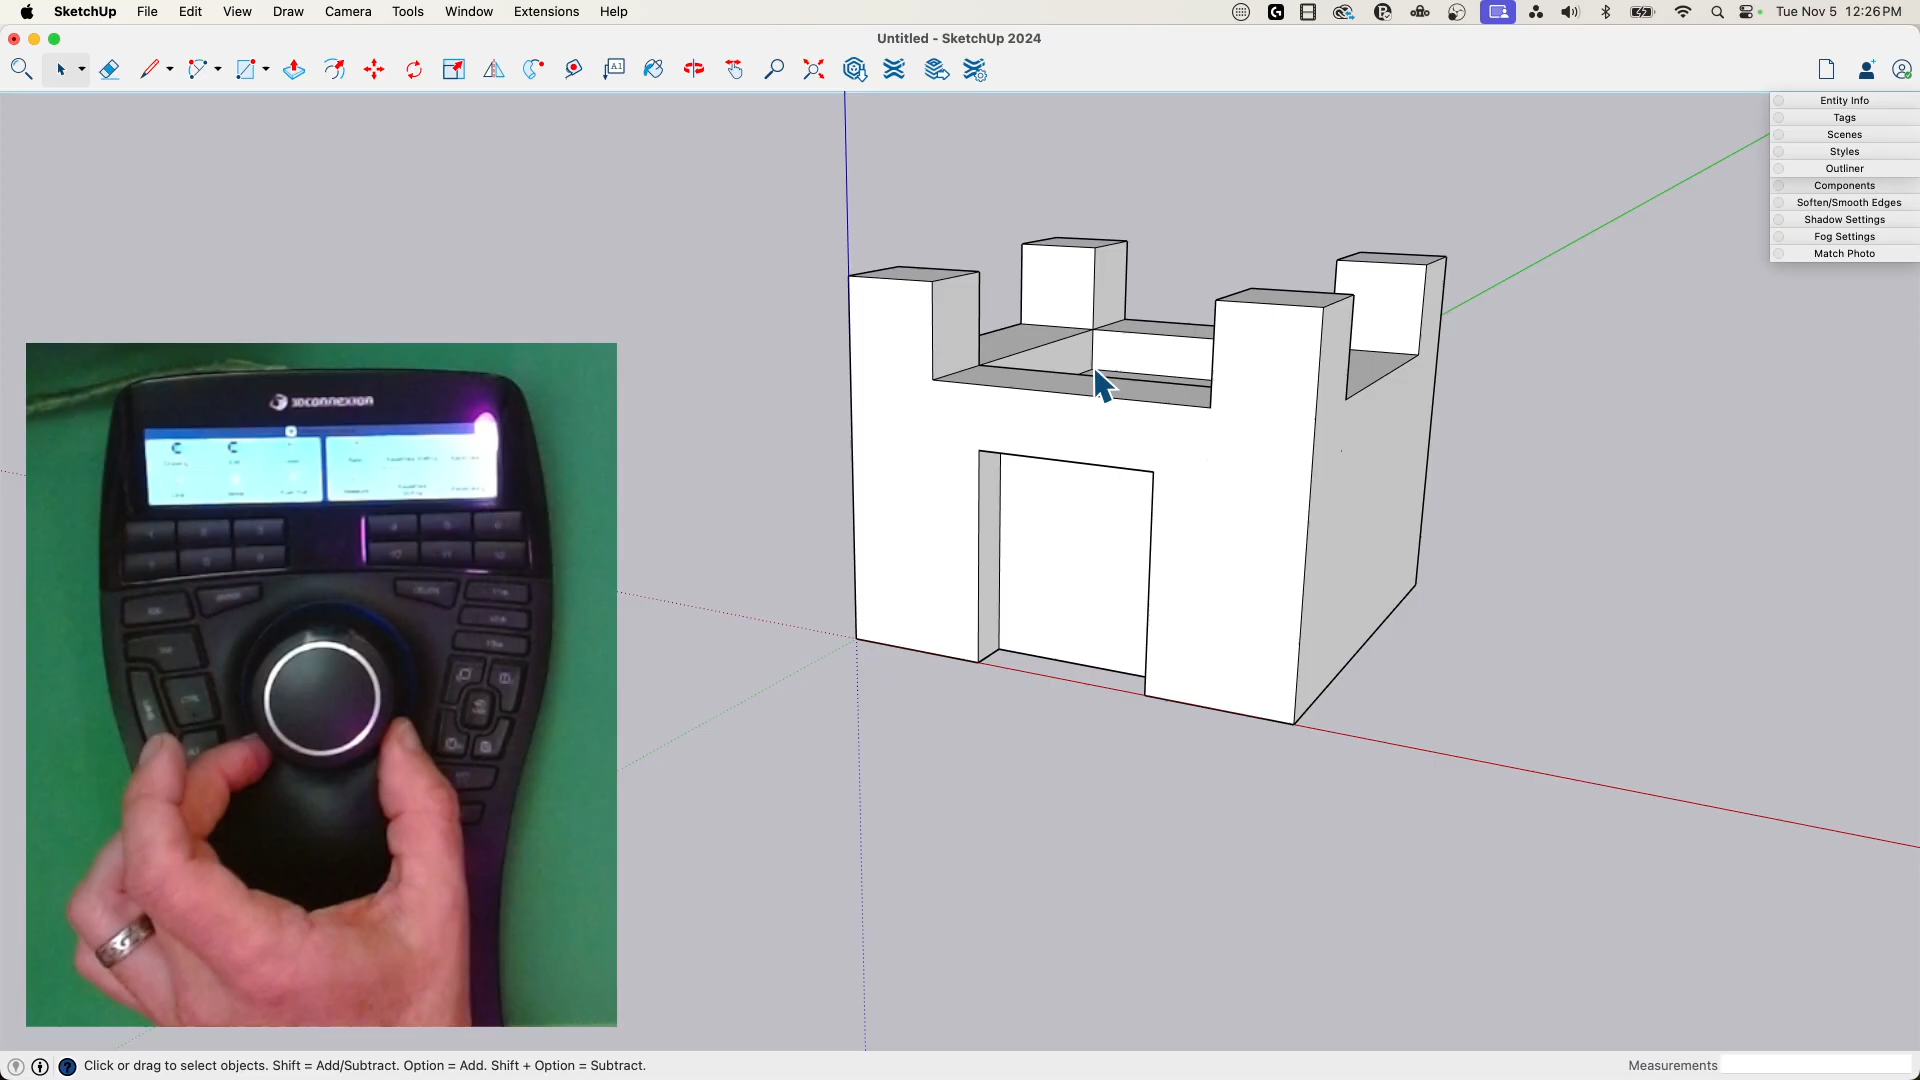 SketchUp File Edit View Draw Camera Tools Window Extensions Help Tue Nov 5 12:26 PM
Untitled - SketchUp 2024
A1
Entity Info
Tags
Scenes
Styles
Outliner
Components
Soften/Smooth Edges
Shadow Settings
Fog Settings
Match Photo
3Dconnexion
Click or drag to select objects. Shift = Add/Subtract. Option = Add. Shift + Option = Subtract. Measurements